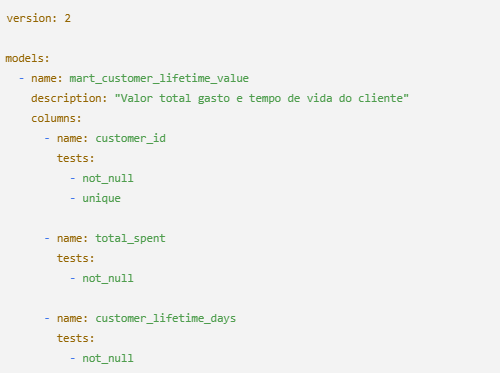 version: 2
models:
- name: mart_customer_lifetime_value
description: "Valor total gasto e tempo de vida do cliente"
columns:
- name: customer_id
tests:
- not_null
- unique
- name: total_spent
tests:
- not_null
- name: customer_lifetime_days
tests:
- not_null